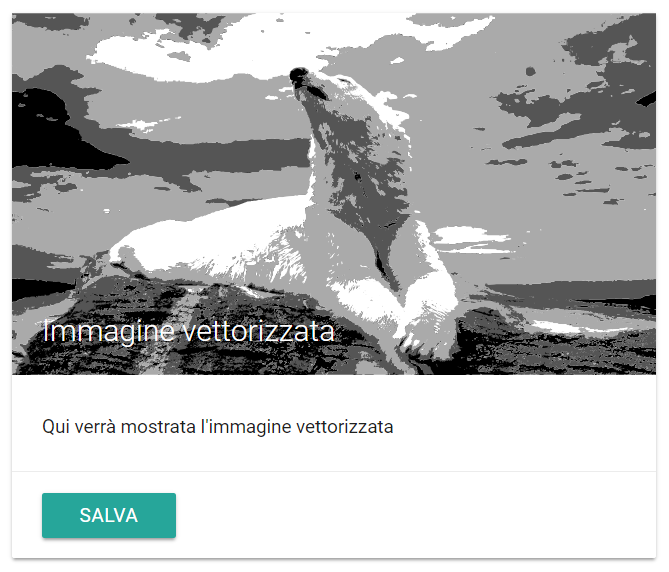 Immagine vettorizzata
Qui verrà mostrata l'immagine vettorizzata
SALVA